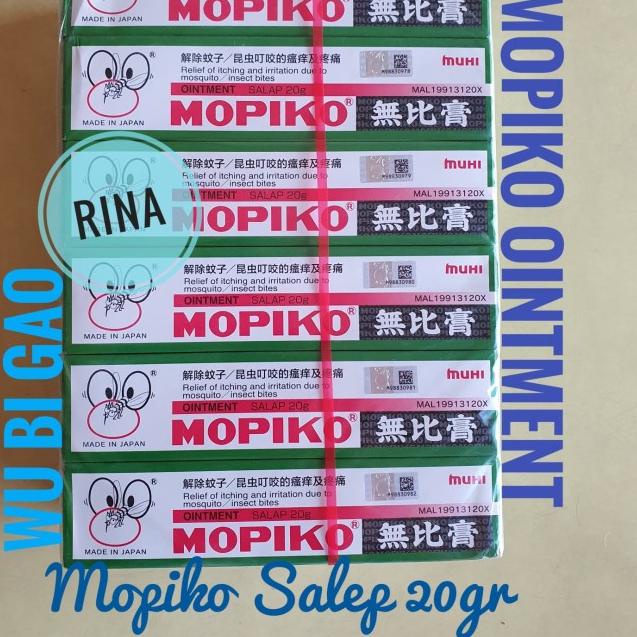 MOPIKO 無比膏
解除蚊子/昆虫叮咬的瘙痒及疼痛
Relief of itching and irritation due to
mosquito/insect bites
muHI
M98830978
MAL19913120X
OINTMENT SALAP 20g
MOPIKO® 無比膏
MADE IN JAPAN
解除蚊子/昆虫叮咬的瘙痒及疼痛
Relief of itching and irritation due to
mosquito/insect bites
muHI
M98830979
MAL19913120X
OINTMENT SALAP 20g
MOPIKO® 無比膏
RINA
解除蚊子/昆虫叮咬的瘙痒及疼痛
Relief of itching and irritation due to
mosquito/insect bites
muHI
M98830980
MAL19913120X
OINTMENT SALAP 20g
MOPIKO® 無比膏
MADE IN JAPAN
解除蚊子/昆虫叮咬的瘙痒及疼痛
Relief of itching and irritation due to
mosquito/insect bites
muHI
M98830981
MAL19913120X
OINTMENT SALAP 20g
MOPIKO® 無比膏
MADE IN JAPAN
解除蚊子/昆虫叮咬的瘙痒及疼痛
Relief of itching and irritation due to
mosquito/insect bites
muHI
M98830982
MAL19913120X
OINTMENT SALAP 20g
MOPIKO® 無比膏
MADE IN JAPAN
WU BI GAO
MOPIKO OINTMENT
Mopiko Salep 20gr